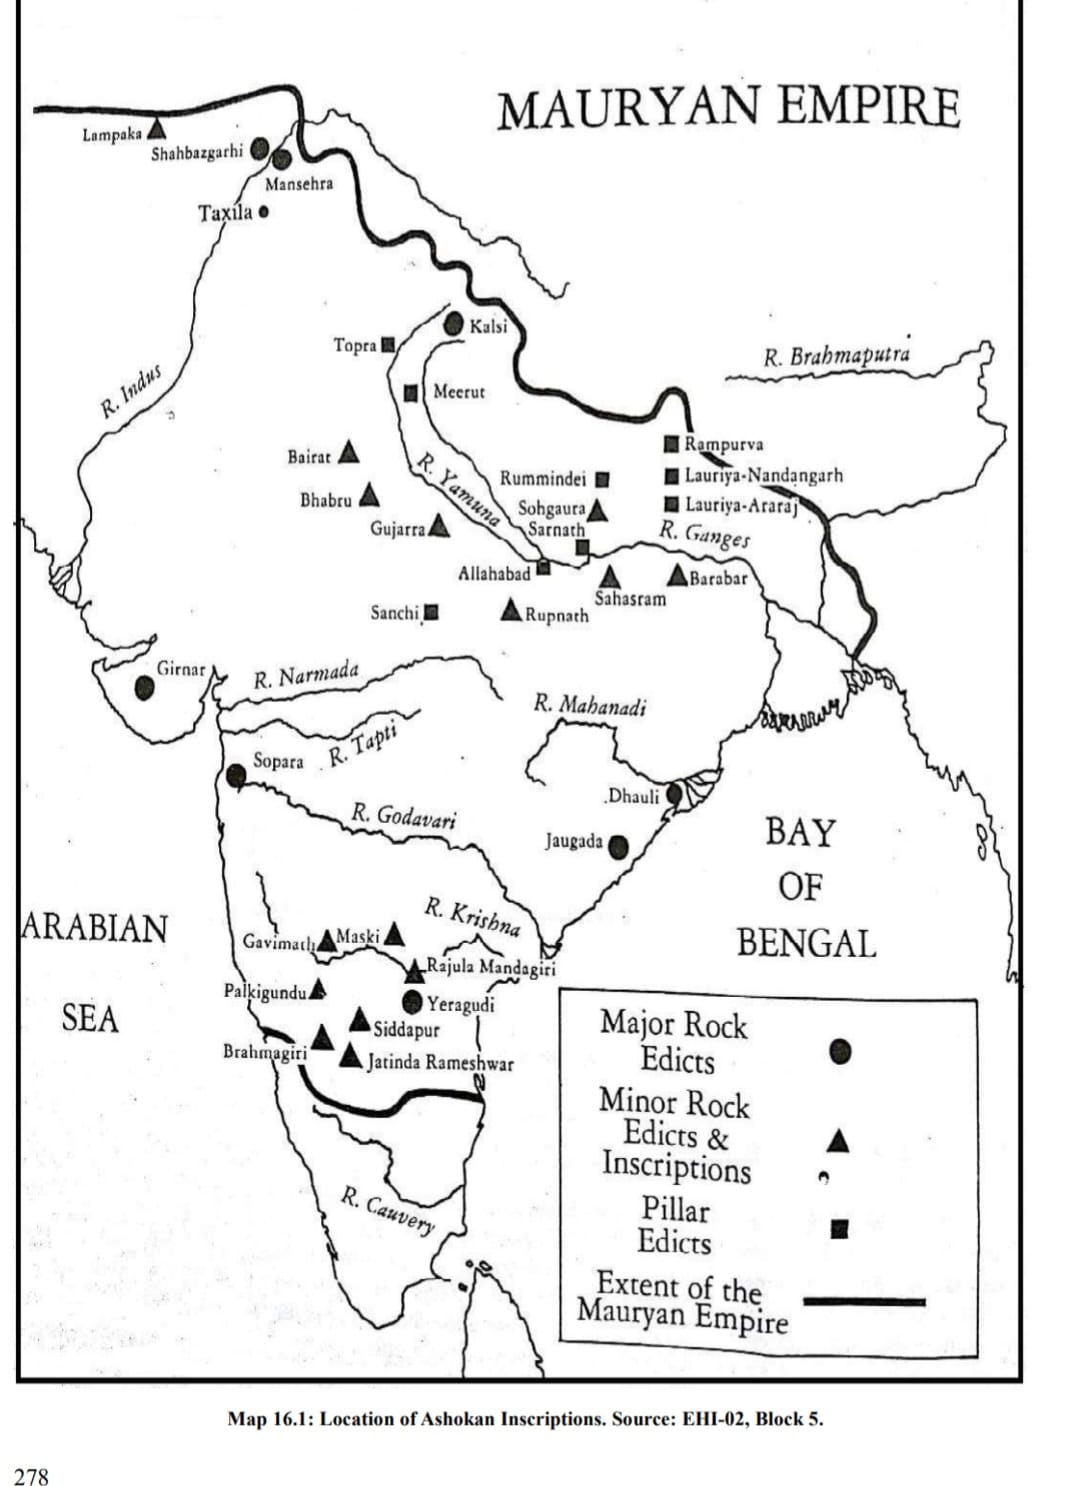 MAURYAN EMPIRE
Lampaka
Shahbazgarhi
Mansehra
Taxila
Kalsi
Topra
R. Brahmaputra
R. Indus
Meerut
Rampurva
Bairat
R. Yamuna
Rummindei
Lauriya-Nandangarh
Bhabru
Sohgaura
Lauriya-Araraj
Gujarra
Sarnath
R. Ganges
Allahabad
Barabar
Sahasram
Sanchi
Rupnath
Girnar
R. Narmada
R. Mahanadi
R. Tapti
Sopara
.Dhauli
R. Godavari
Jaugada
BAY
OF
BENGAL
R. Krishna
ARABIAN
SEA
Gavimath
Maski
Rajula Mandagiri
Palkigundu
Yeragudi
Siddapur
Brahmagiri
Jatinda Rameshwar
R. Cauvery
Major Rock
Edicts
Minor Rock
Edicts &
Inscriptions
Pillar
Edicts
Extent of the
Mauryan Empire
Map 16.1: Location of Ashokan Inscriptions. Source: EHI-02, Block 5.
278